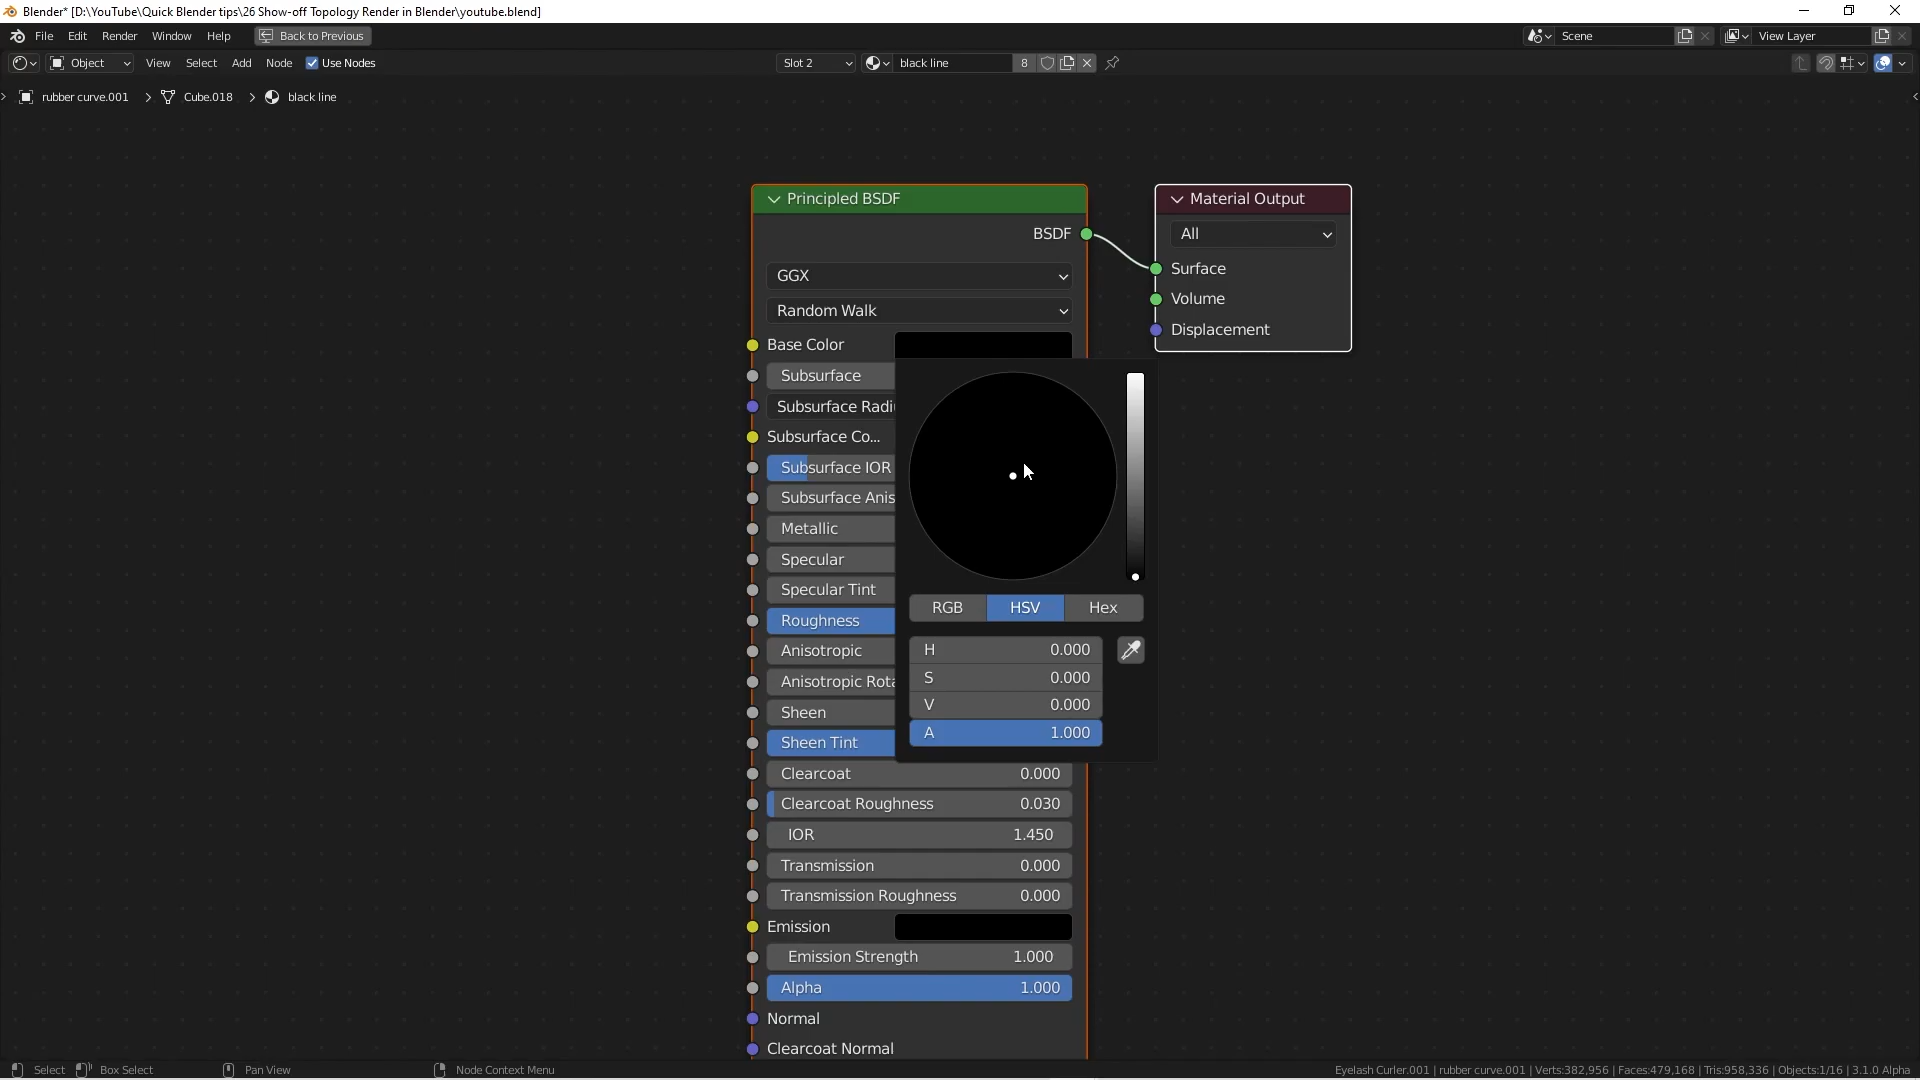 Blender* [D:\YouTube\Quick Blender tips\26 Show-off Topology Render in Blender\youtube.blend]
File Edit Render Window Help Back to Previous Scene View Layer
Object View Select Add Node Use Nodes Slot 2 black line 8
rubber curve.001 > Cube.018 > black line
Principled BSDF
BSDF
GGX
Random Walk
Base Color
Subsurface
Subsurface Radi
Subsurface Co...
Subsurface IOR
Subsurface Anis
Metallic
Specular
Specular Tint
Roughness
Anisotropic
Anisotropic Rota
Sheen
Sheen Tint
Clearcoat 0.000
Clearcoat Roughness 0.030
IOR 1.450
Transmission 0.000
Transmission Roughness 0.000
Emission
Emission Strength 1.000
Alpha 1.000
Normal
Clearcoat Normal
RGB HSV Hex
H 0.000
S 0.000
V 0.000
A 1.000
Material Output
All
Surface
Volume
Displacement
Select Box Select Pan View Node Context Menu Eyelash Curler.001 | rubber curve.001 | Verts:382,956 | Faces:479,168 | Tris:958,336 | Objects:1/16 | 3.1.0 Alpha